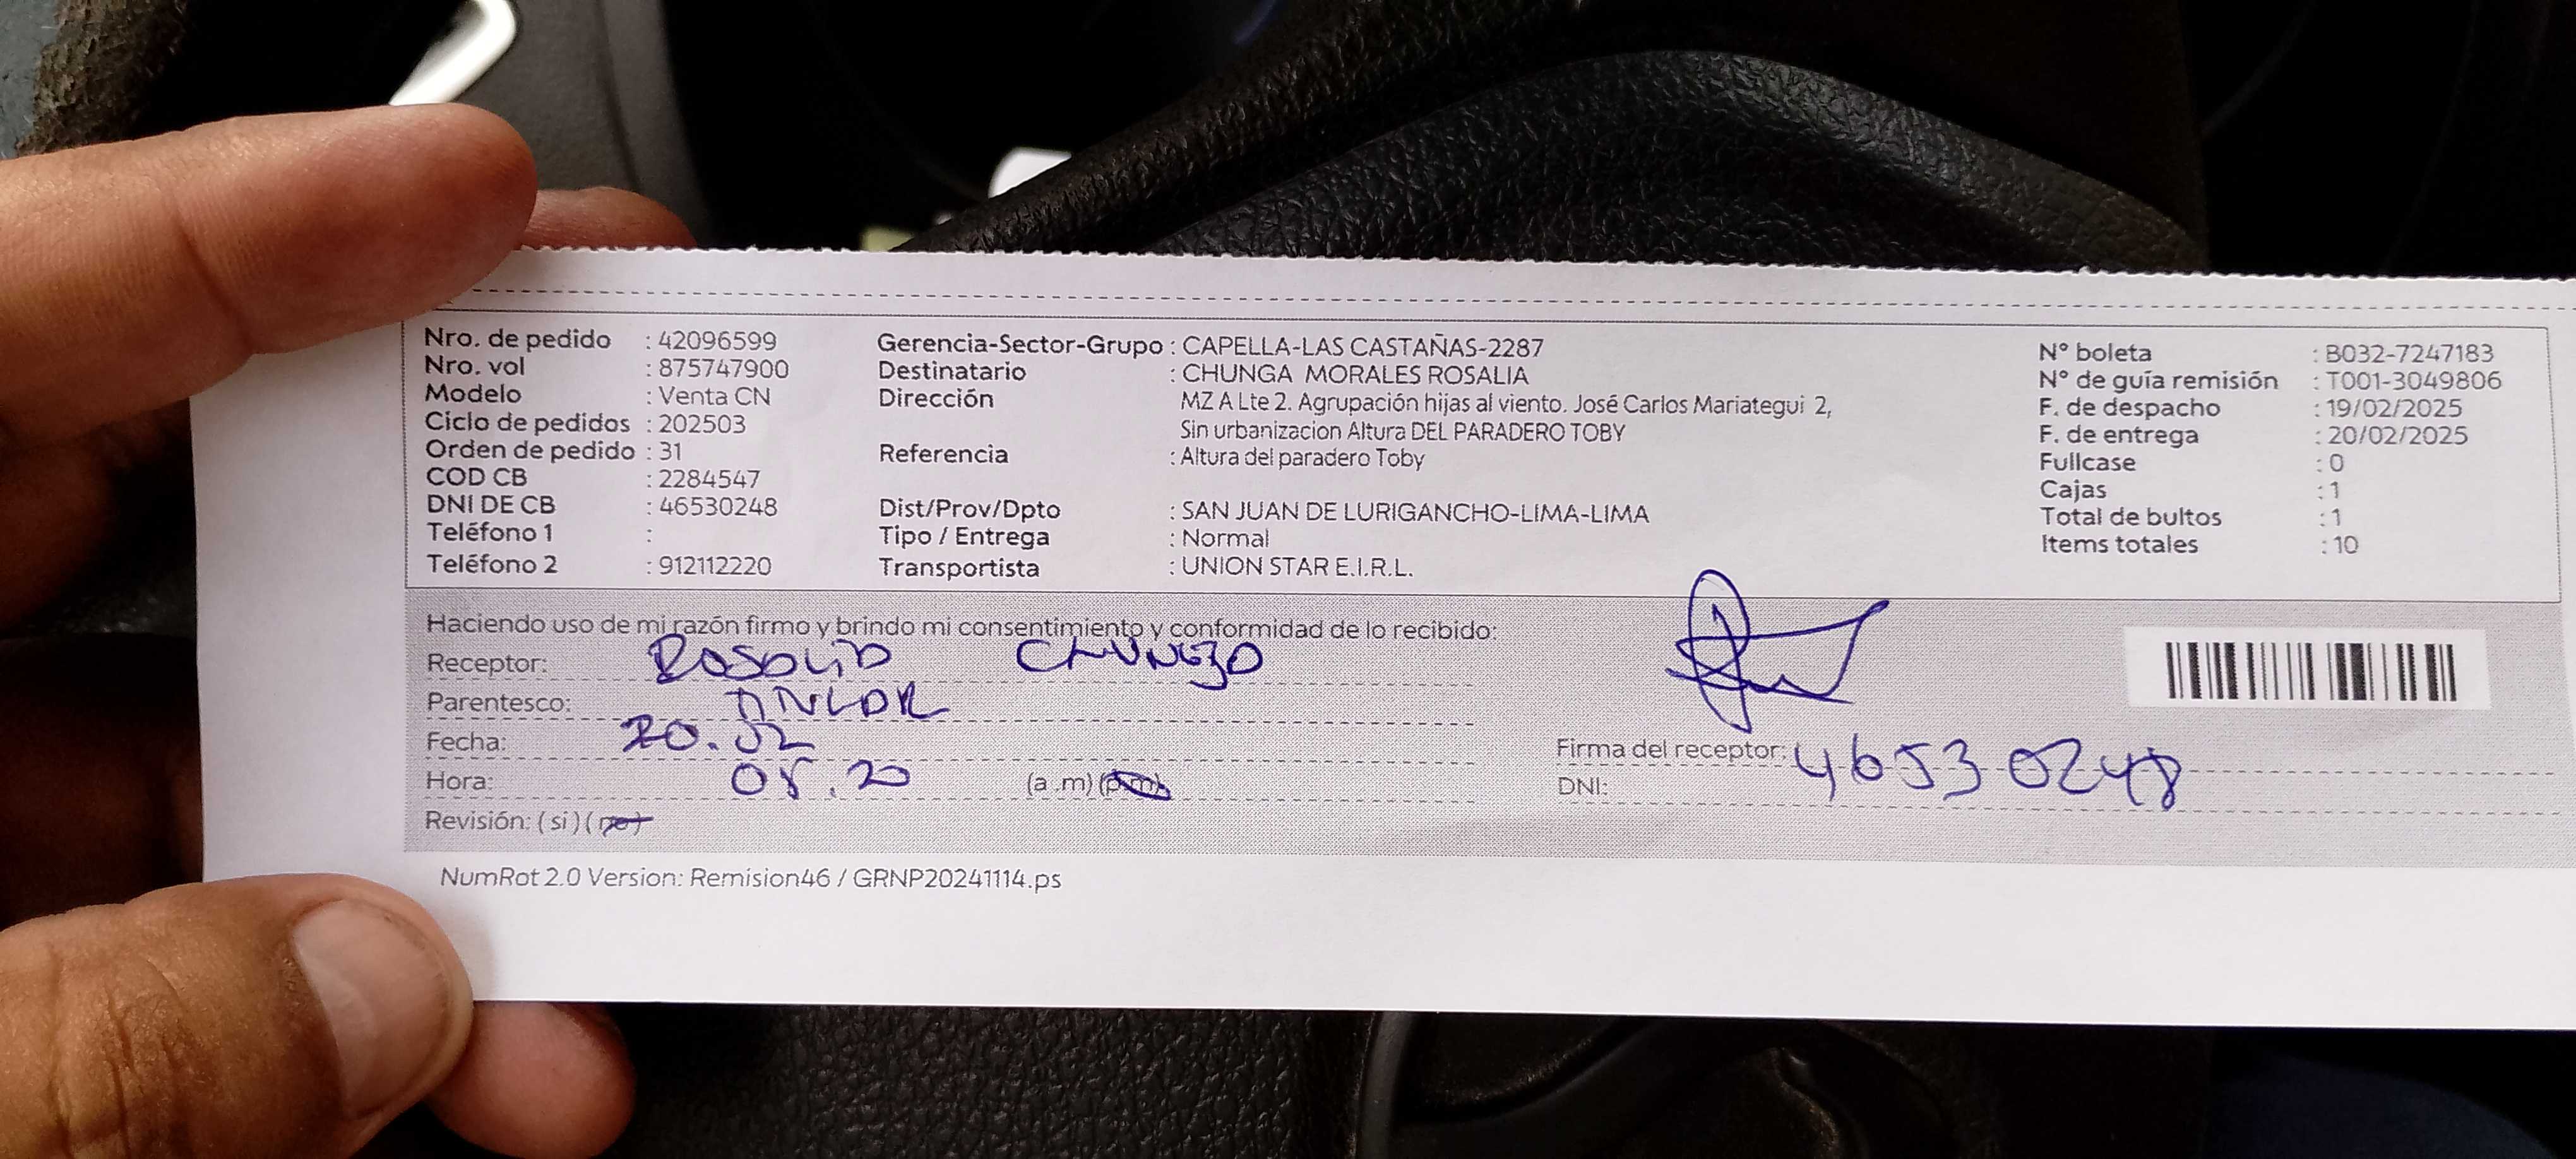 Nro. de pedido : 42096599
Nro. vol : 875747900
Modelo : Venta CN
Ciclo de pedidos : 202503
Orden de pedido : 31
COD CB : 2284547
DNI DE CB : 46530248
Teléfono 1 :
Teléfono 2 : 912112220
Gerencia-Sector-Grupo : CAPELLA-LAS CASTAÑAS-2287
Destinatario : CHUNGA MORALES ROSALIA
Dirección MZ A Lte 2. Agrupación hijas al viento. José Carlos Mariategui 2,
Sin urbanizacion Altura DEL PARADERO TOBY
Referencia : Altura del paradero Toby
Dist/Prov/Dpto : SAN JUAN DE LURIGANCHO-LIMA-LIMA
Tipo / Entrega : Normal
Transportista : UNION STAR E.I.R.L.
N° boleta : B032-7247183
N° de guía remisión : T001-3049806
F. de despacho : 19/02/2025
F. de entrega : 20/02/2025
Fullcase : 0
Cajas : 1
Total de bultos : 1
Items totales : 10
Haciendo uso de mi razón firmo y brindo mi consentimiento y conformidad de lo recibido:
Receptor: ROSALIA CHUNGA
Parentesco:
Fecha: 20.02
Hora: 05.20 (a .m) (p.m)
Revisión: ( si ) ( no )
Firma del receptor:
DNI: 46530248
NumRot 2.0 Version: Remision46 / GRNP20241114.ps